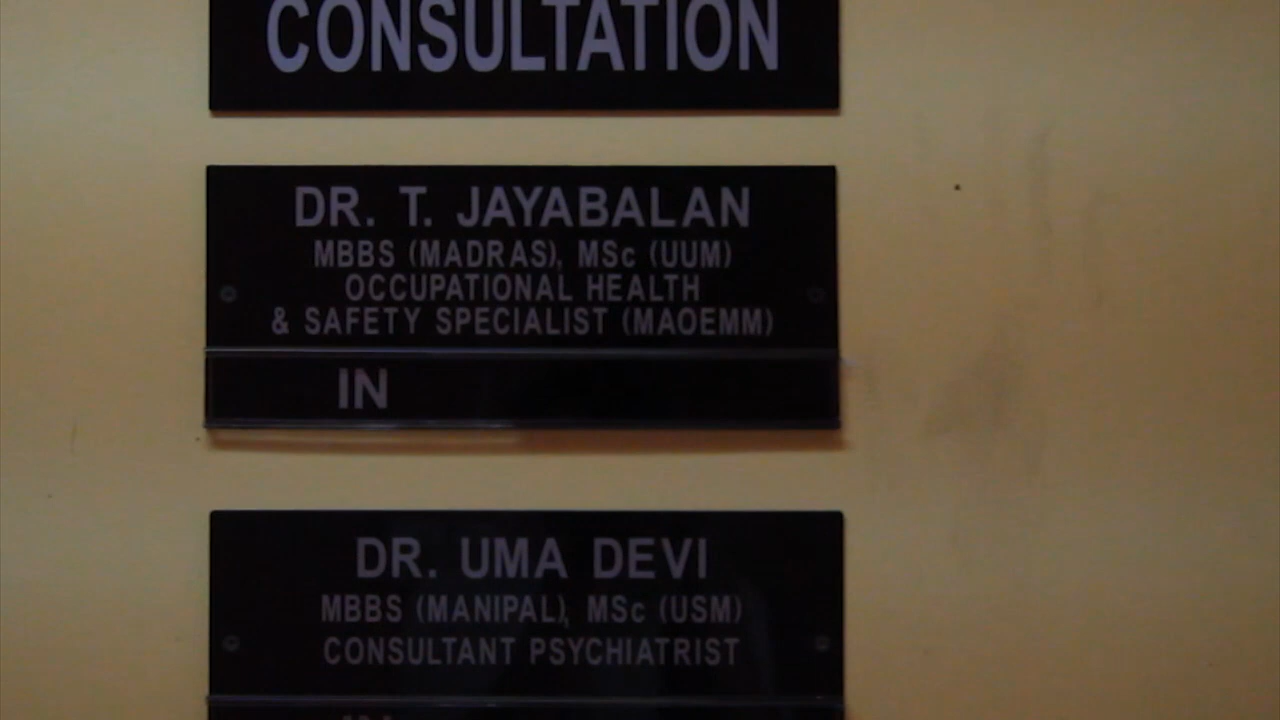 CONSULTATION
DR. T. JAYABALAN
MBBS (MADRAS), MSc (UUM)
OCCUPATIONAL HEALTH
& SAFETY SPECIALIST (MAOEMM)
IN
DR. UMA DEVI
MBBS (MANIPAL), MSc (USM)
CONSULTANT PSYCHIATRIST